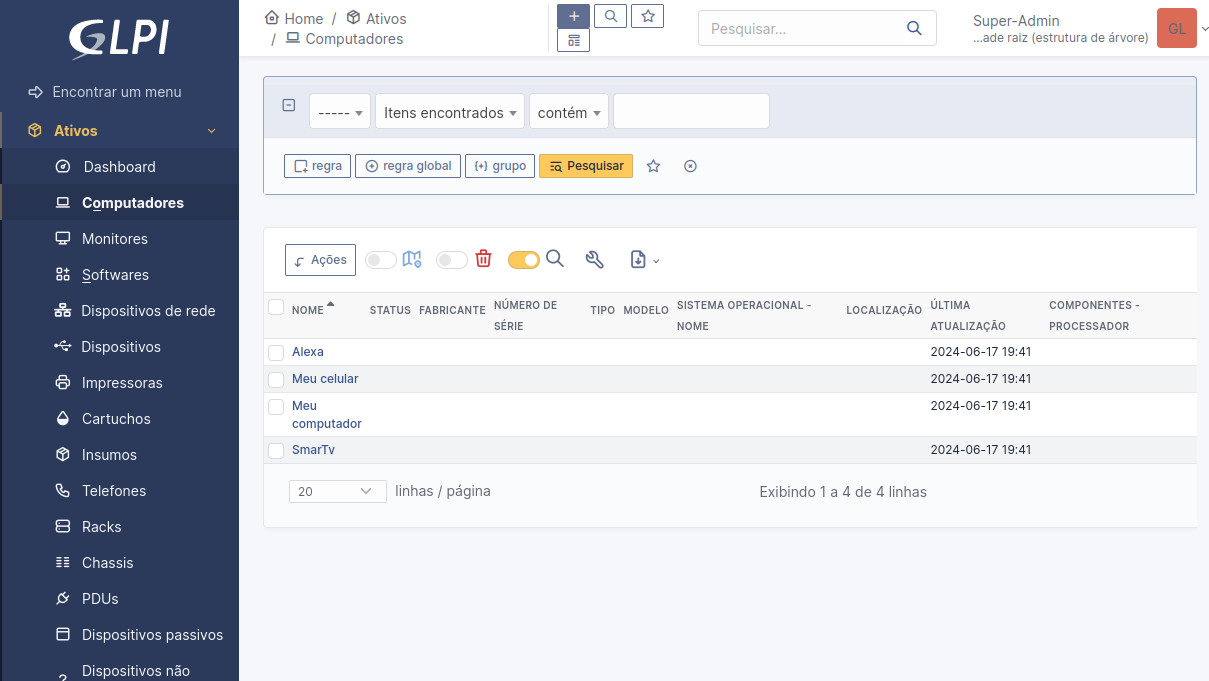 GLPI
Encontrar um menu
Ativos
Dashboard
Computadores
Monitores
Softwares
Dispositivos de rede
Dispositivos
Impressoras
Cartuchos
Insumos
Telefones
Racks
Chassis
PDUs
Dispositivos passivos
Dispositivos não
Home / Ativos
/ Computadores
Pesquisar...
Super-Admin
...ade raiz (estrutura de árvore)
GL
----- Itens encontrados contém
regra regra global grupo Pesquisar
Ações
NOME STATUS FABRICANTE NÚMERO DE SÉRIE TIPO MODELO SISTEMA OPERACIONAL - NOME LOCALIZAÇÃO ÚLTIMA ATUALIZAÇÃO COMPONENTES - PROCESSADOR
Alexa 2024-06-17 19:41
Meu celular 2024-06-17 19:41
Meu 2024-06-17 19:41
computador
SmarTv 2024-06-17 19:41
20 linhas / página Exibindo 1 a 4 de 4 linhas